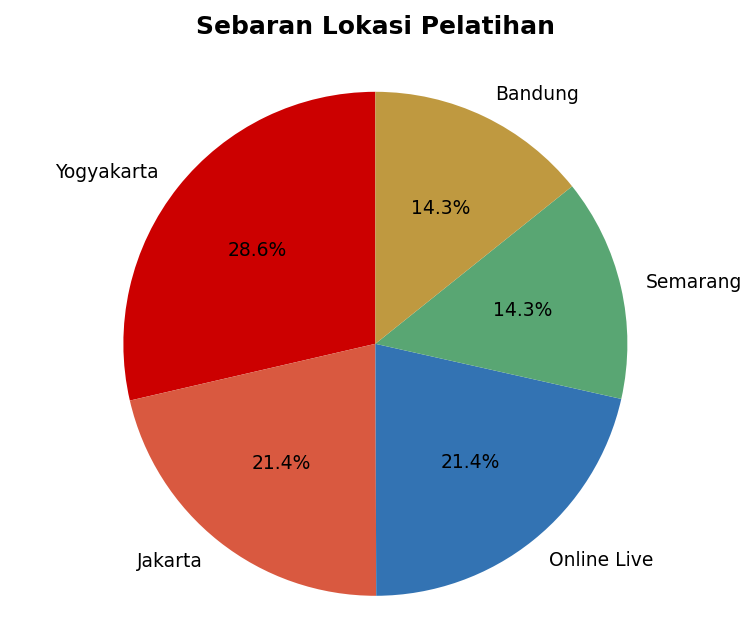 Sebaran Lokasi Pelatihan
Bandung
Yogyakarta
14.3%
28.6%
Semarang
14.3%
21.4%
21.4%
Jakarta
Online Live